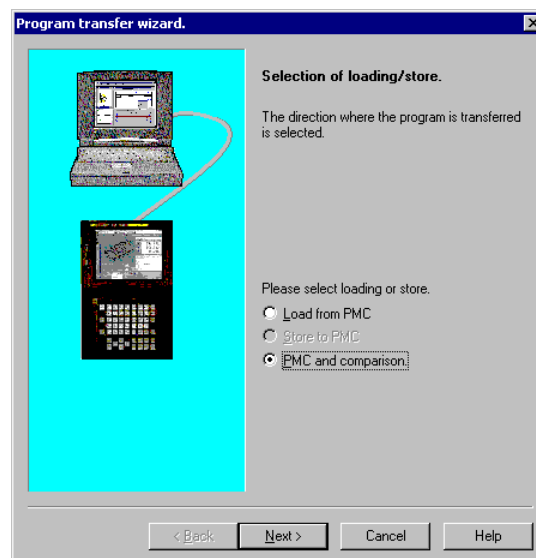 Program transfer wizard.
Selection of loading/store.
The direction where the program is transferred
is selected.
Please select loading or store.
Load from PMC
Store to PMC
PMC and comparison.
< Back
Next >
Cancel
Help